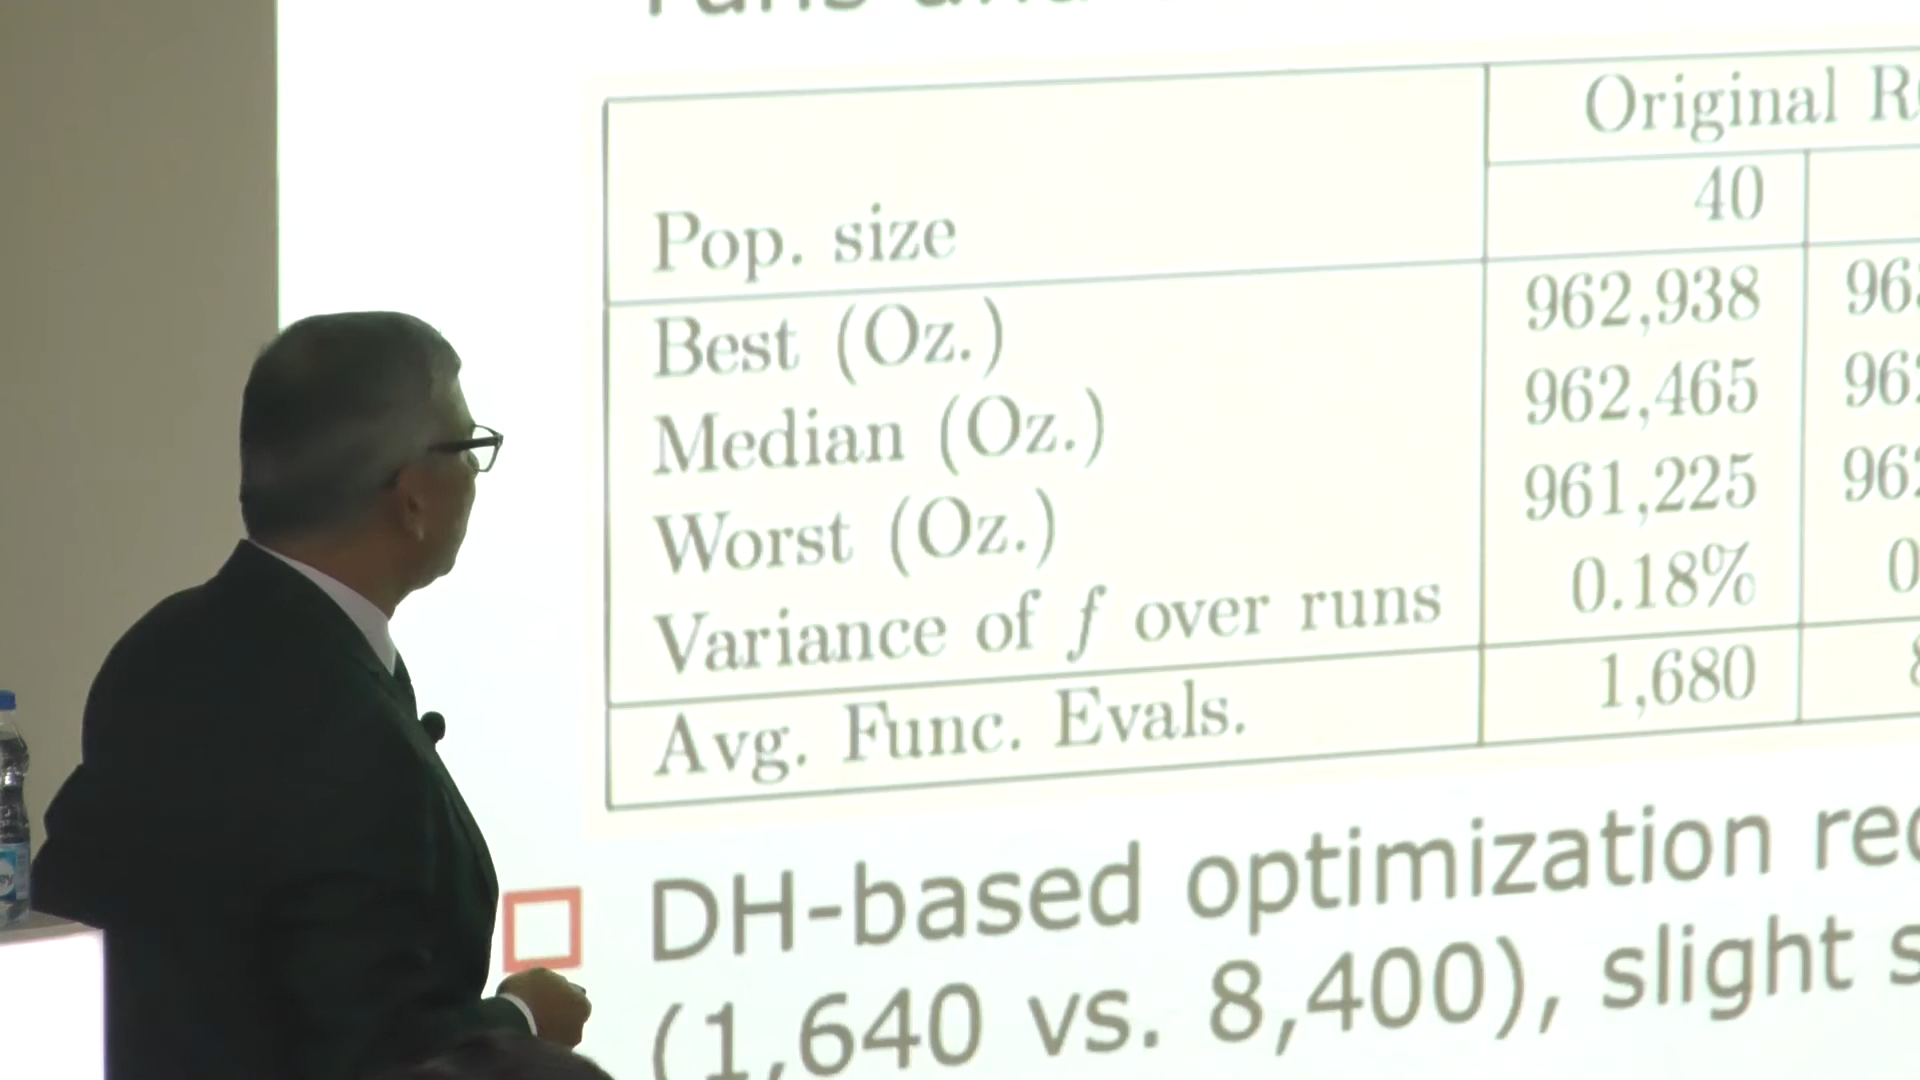 Original
Pop. size 40
Best (Oz.) 962,938
Median (Oz.) 962,465
Worst (Oz.) 961,225
Variance of f over runs 0.18%
Avg. Func. Evals. 1,680
DH-based optimization
(1,640 vs. 8,400), slight